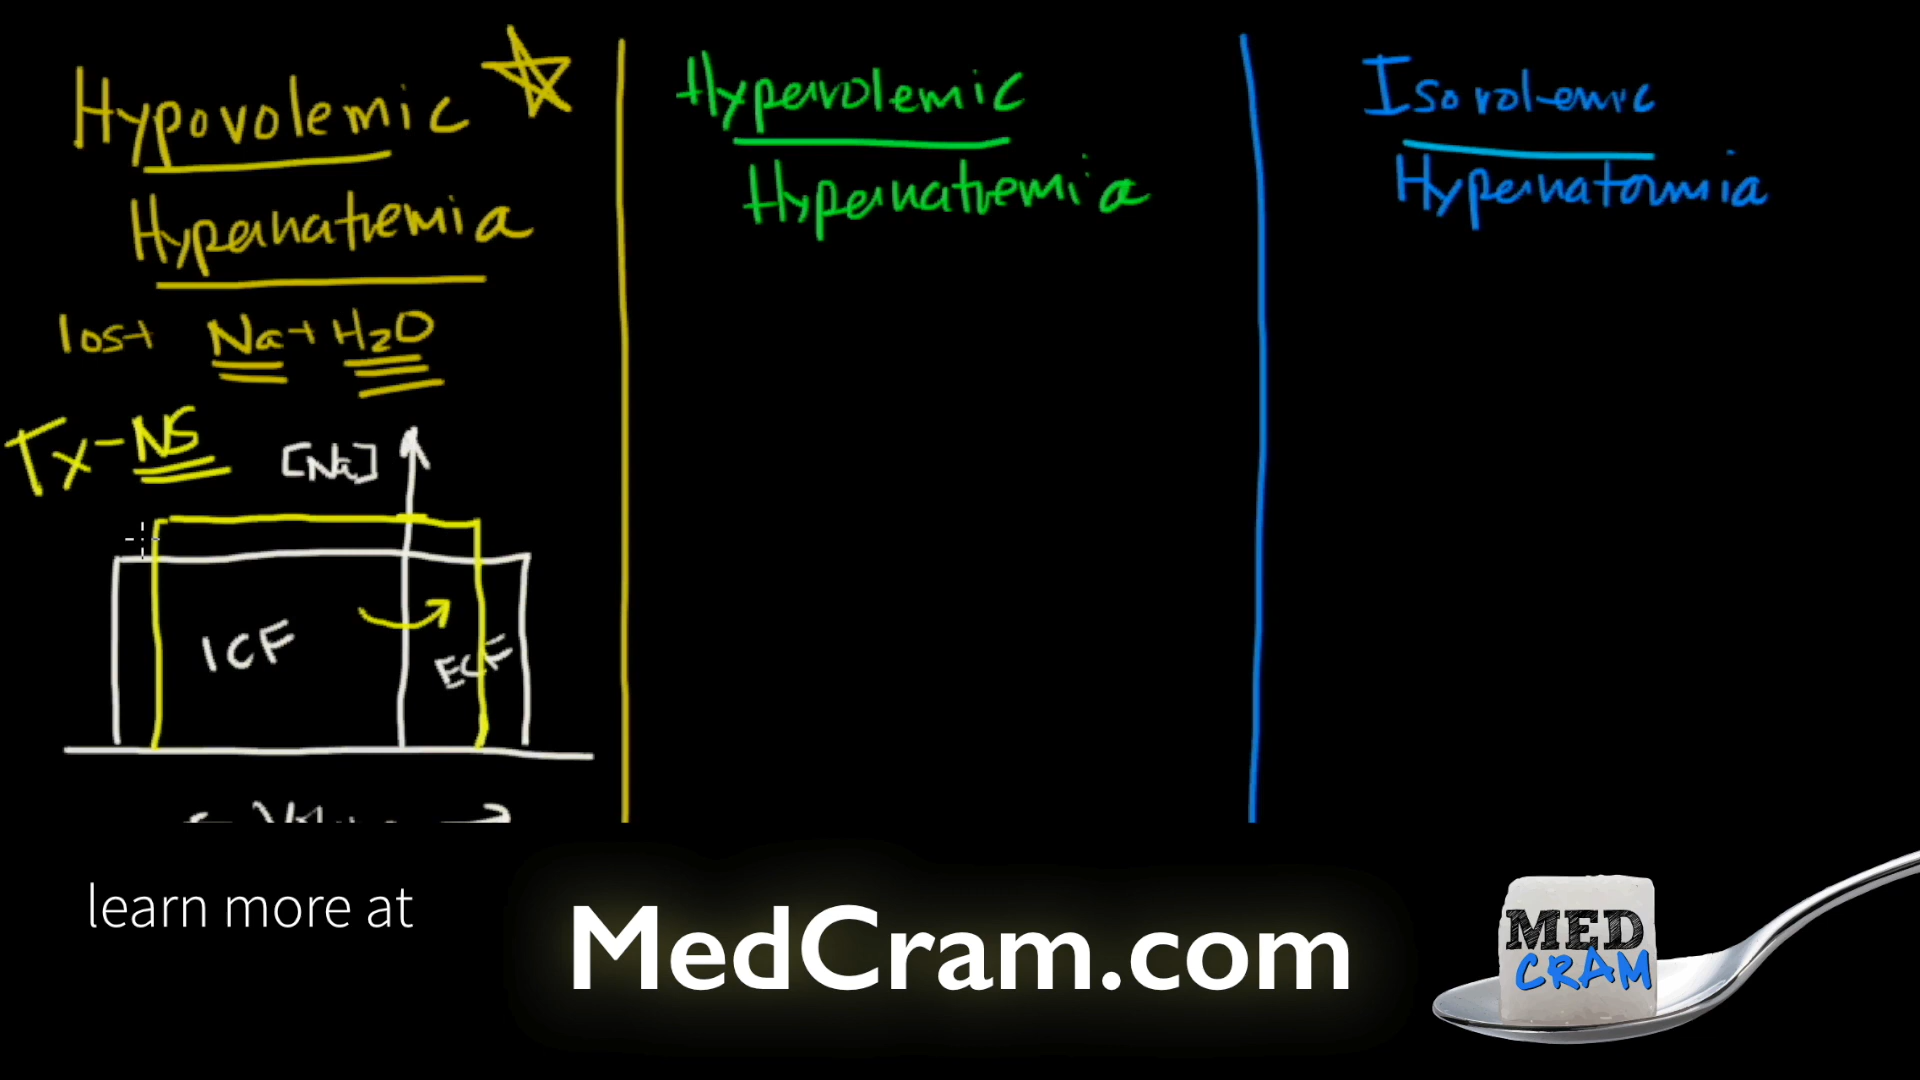 Hypovolemic
Hypernatremia
lost Na+ H2O
Tx-NS
[Na]
ICF
ECF
Hypervolemic
Hypernatremia
Isovolemic
Hypernatremia
learn more at
MedCram.com
MED
CRAM